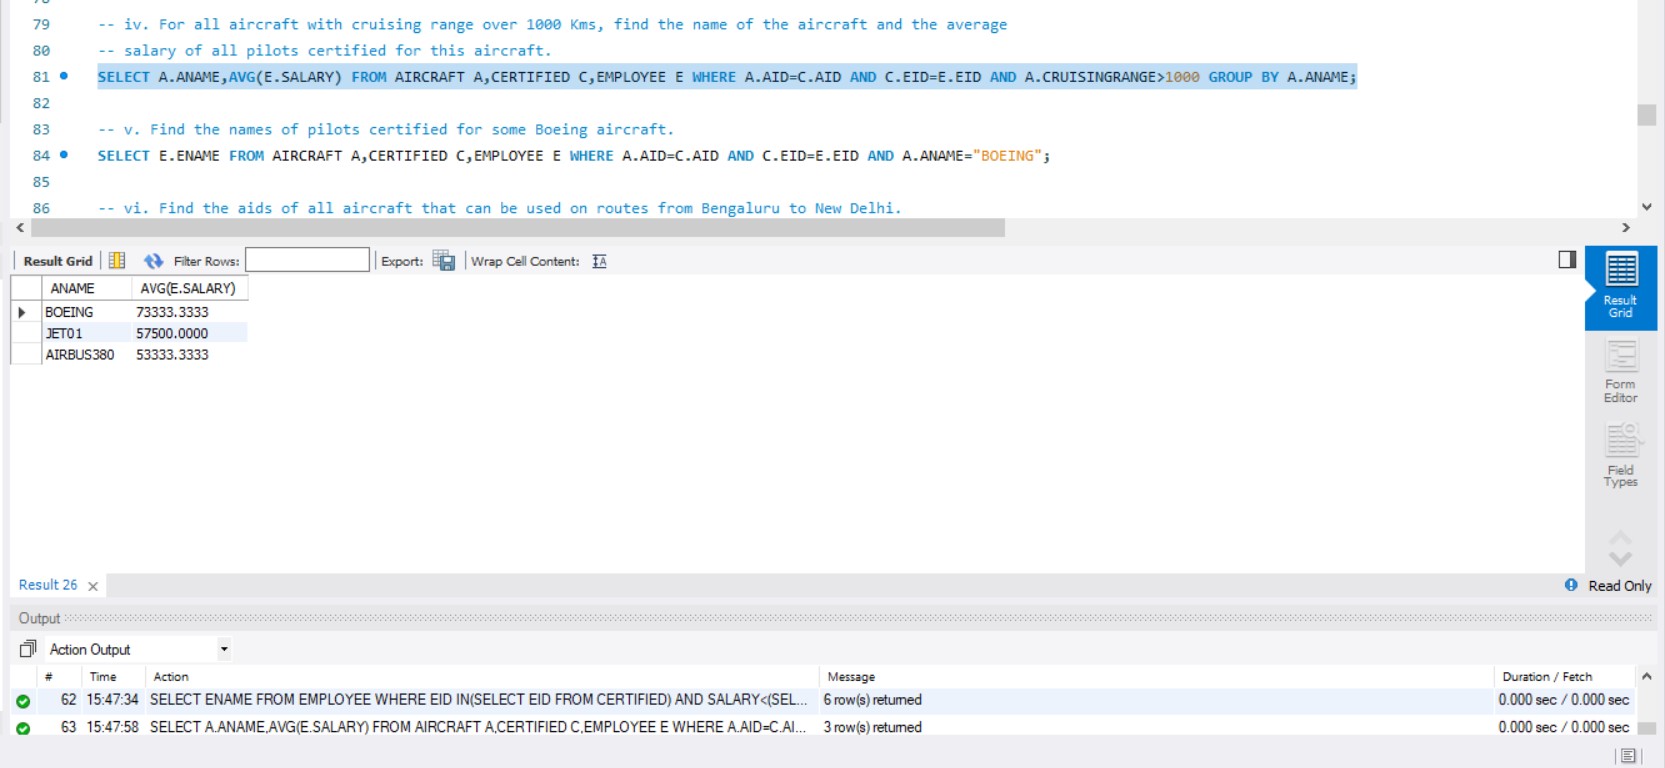 79 -- iv. For all aircraft with cruising range over 1000 Kms, find the name of the aircraft and the average
80 -- salary of all pilots certified for this aircraft.
81 SELECT A.ANAME,AVG(E.SALARY) FROM AIRCRAFT A,CERTIFIED C,EMPLOYEE E WHERE A.AID=C.AID AND C.EID=E.EID AND A.CRUISINGRANGE>1000 GROUP BY A.ANAME;
82
83 -- v. Find the names of pilots certified for some Boeing aircraft.
84 SELECT E.ENAME FROM AIRCRAFT A,CERTIFIED C,EMPLOYEE E WHERE A.AID=C.AID AND C.EID=E.EID AND A.ANAME="BOEING";
85
86 -- vi. Find the aids of all aircraft that can be used on routes from Bengaluru to New Delhi.
Result Grid Filter Rows: Export: Wrap Cell Content:
ANAME AVG(E.SALARY)
BOEING 73333.3333
JET01 57500.0000
AIRBUS380 53333.3333
Result
Grid
Form
Editor
Field
Types
Result 26 Read Only
Output
Action Output
# Time Action Message Duration / Fetch
62 15:47:34 SELECT ENAME FROM EMPLOYEE WHERE EID IN(SELECT EID FROM CERTIFIED) AND SALARY<(SEL... 6 row(s) returned 0.000 sec / 0.000 sec
63 15:47:58 SELECT A.ANAME,AVG(E.SALARY) FROM AIRCRAFT A,CERTIFIED C,EMPLOYEE E WHERE A.AID=C.AI... 3 row(s) returned 0.000 sec / 0.000 sec